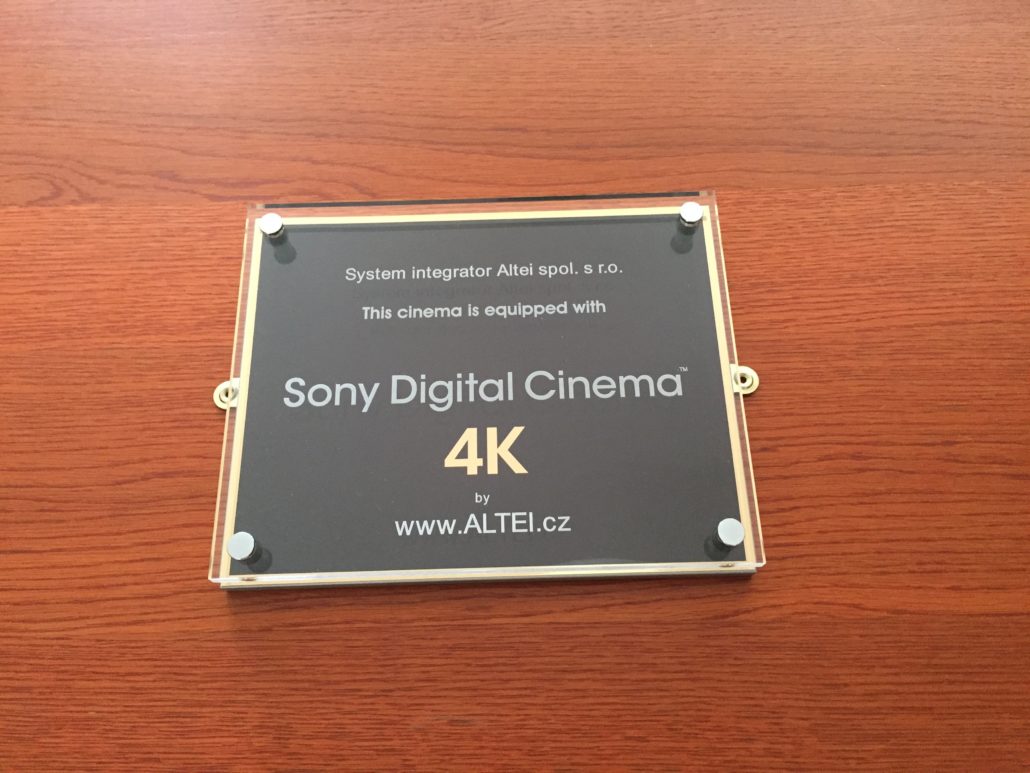 System integrator Altei spol. s r.o.
This cinema is equipped with
Sony Digital Cinema™
4K
by
www.ALTEI.cz